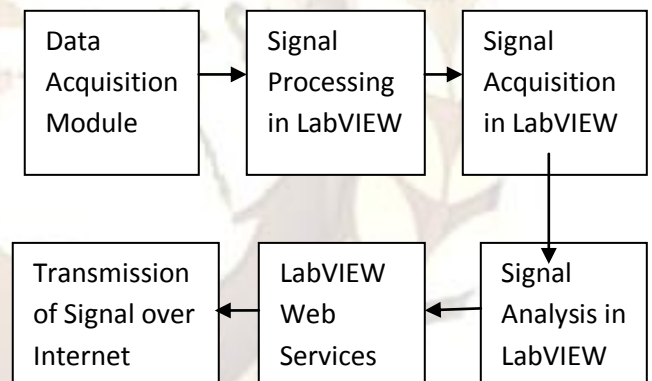 Data
Acquisition
Module
Signal
Processing
in LabVIEW
Signal
Acquisition
in LabVIEW
Signal
Analysis in
LabVIEW
LabVIEW
Web
Services
Transmission
of Signal over
Internet